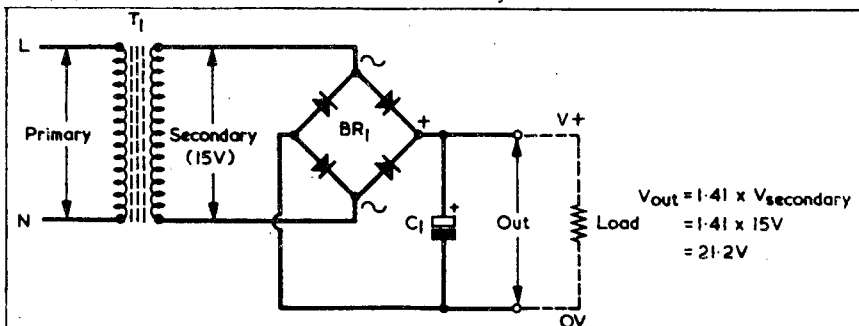 T1
L
N
Primary
Secondary
(15V)
~
BR1
+
~
C1
+
Out
V+
Load
0V
Vout = 1·41 x Vsecondary
= 1·41 x 15V
= 21·2V